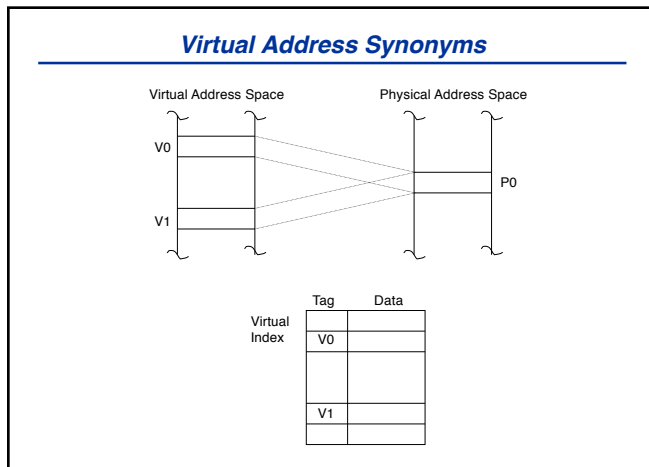 Virtual Address Synonyms
Virtual Address Space
Physical Address Space
V0
P0
V1
Tag Data
Virtual
Index
V0
V1